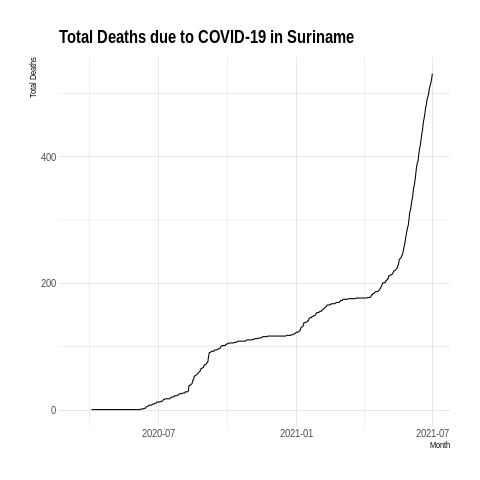 Total Deaths due to COVID-19 in Suriname
Total Deaths
400
200
0
2020-07
2021-01
2021-07
Month